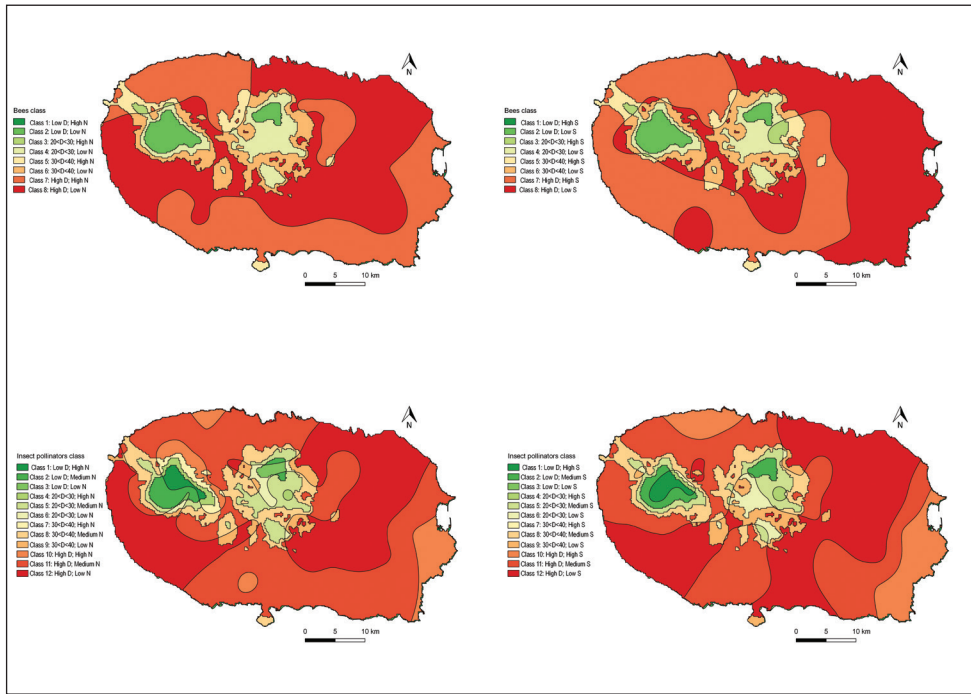 N
Bees class
Class 1: Low D; High N
Class 2: Low D; Low N
Class 3: 20<D<30; High N
Class 4: 20<D<30; Low N
Class 5: 30<D<40; High N
Class 6: 30<D<40; Low N
Class 7: High D; High N
Class 8: High D; Low N
0 5 10 km
N
Bees class
Class 1: Low D; High S
Class 2: Low D; Low S
Class 3: 20<D<30; High S
Class 4: 20<D<30; Low S
Class 5: 30<D<40; High S
Class 6: 30<D<40; Low S
Class 7: High D; High S
Class 8: High D; Low S
0 5 10 km
N
Insect pollinators class
Class 1: Low D; High N
Class 2: Low D; Medium N
Class 3: Low D; Low N
Class 4: 20<D<30; High N
Class 5: 20<D<30; Medium N
Class 6: 20<D<30; Low N
Class 7: 30<D<40; High N
Class 8: 30<D<40; Medium N
Class 9: 30<D<40; Low N
Class 10: High D; High N
Class 11: High D; Medium N
Class 12: High D; Low N
0 5 10 km
N
Insect pollinators class
Class 1: Low D; High S
Class 2: Low D; Medium S
Class 3: Low D; Low S
Class 4: 20<D<30; High S
Class 5: 20<D<30; Medium S
Class 6: 20<D<30; Low S
Class 7: 30<D<40; High S
Class 8: 30<D<40; Medium S
Class 9: 30<D<40; Low S
Class 10: High D; High S
Class 11: High D; Medium S
Class 12: High D; Low S
0 5 10 km